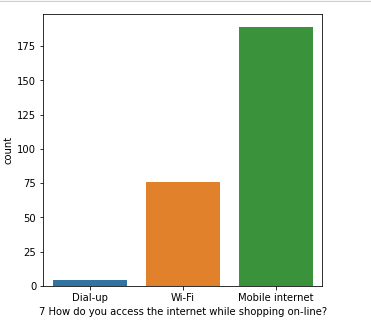 175
150
125
100
75
50
25
0
count
Dial-up Wi-Fi Mobile internet
7 How do you access the internet while shopping on-line?